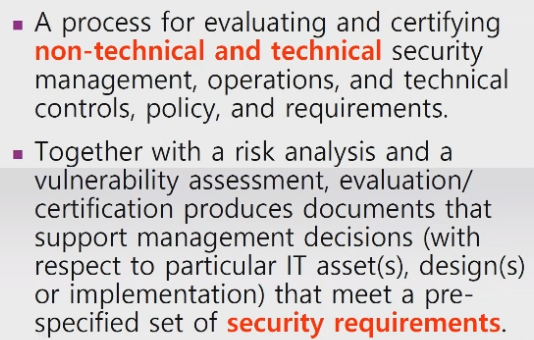 ▪ A process for evaluating and certifying
non-technical and technical security
management, operations, and technical
controls, policy, and requirements.
▪ Together with a risk analysis and a
vulnerability assessment, evaluation/
certification produces documents that
support management decisions (with
respect to particular IT asset(s), design(s)
or implementation) that meet a pre-
specified set of security requirements.